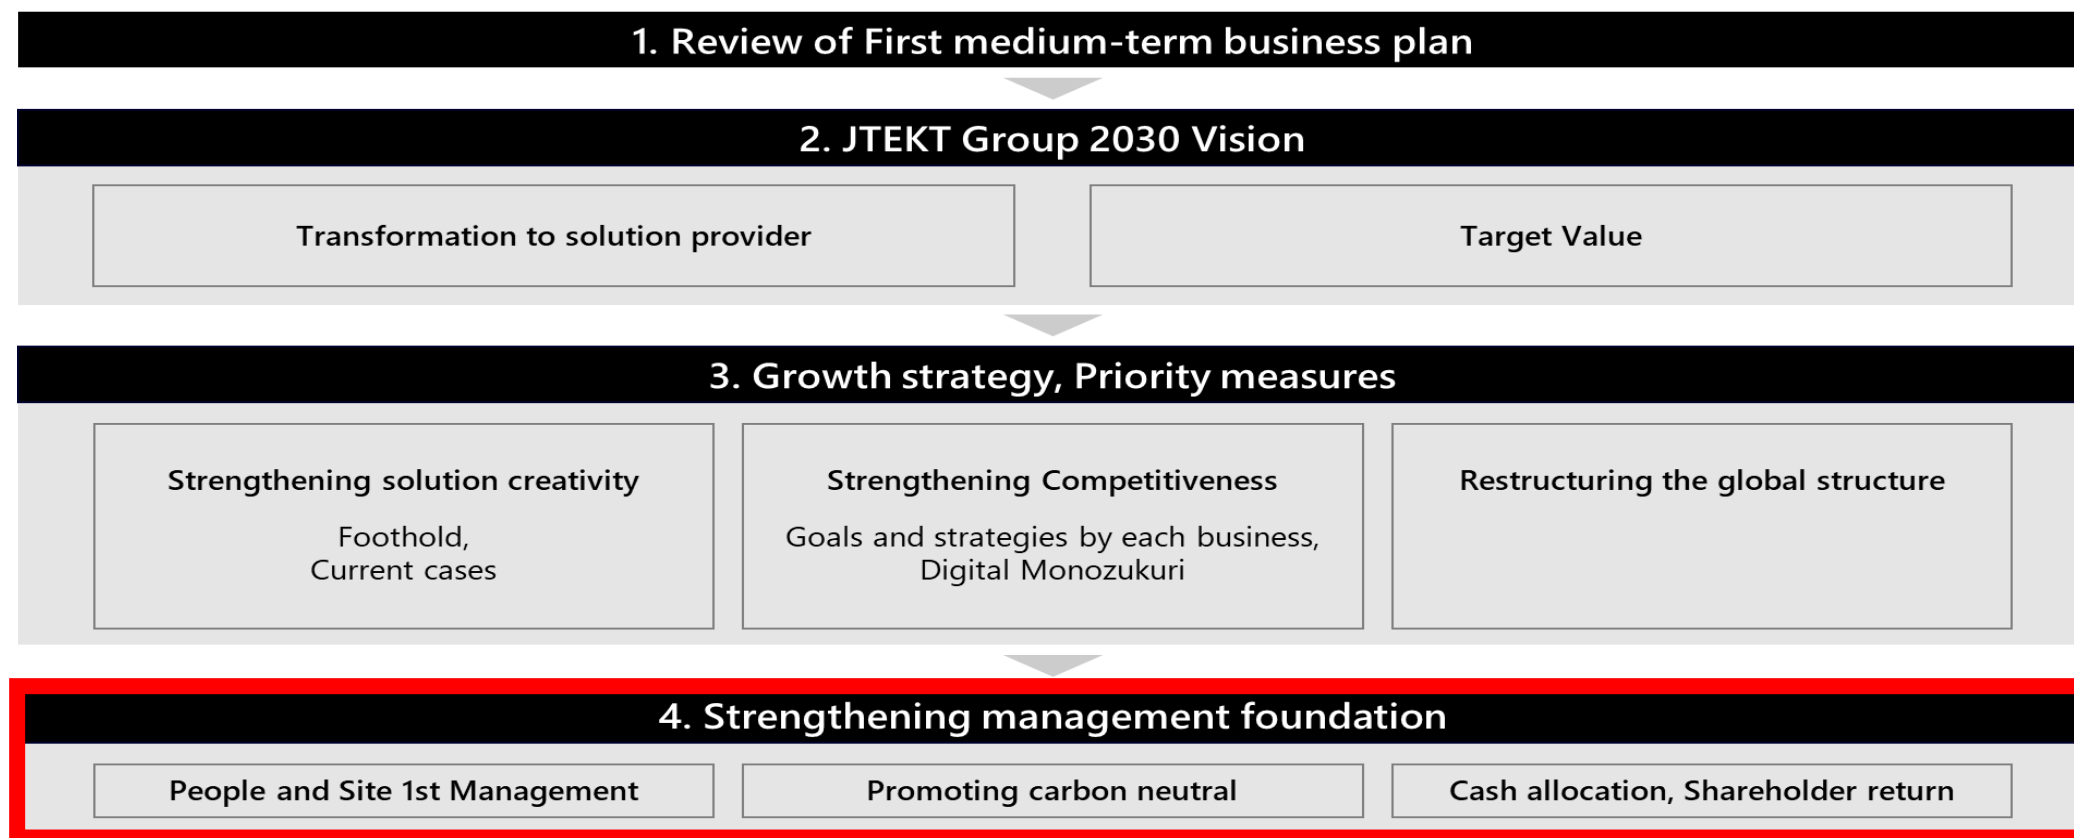 1. Review of First medium-term business plan
2. JTEKT Group 2030 Vision
Transformation to solution provider
Target Value
3. Growth strategy, Priority measures
Strengthening solution creativity
Foothold,
Current cases
Strengthening Competitiveness
Goals and strategies by each business,
Digital Monozukuri
Restructuring the global structure
4. Strengthening management foundation
People and Site 1st Management
Promoting carbon neutral
Cash allocation, Shareholder return